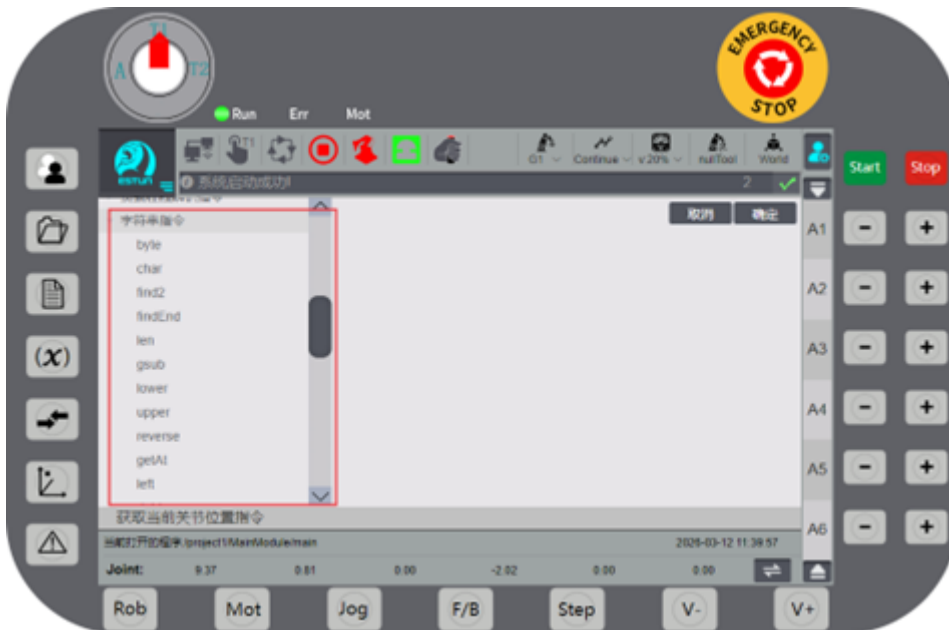 T1
A T2
EMERGENCY
STOP
Run Err Mot
T1
G1 Continue v 20% nullTool World
ESTUN
系统启动成功! 2
Start Stop
取消 确定
字符串指令
byte
char
find2
findEnd
len
gsub
lower
upper
reverse
getAt
left
A1 - +
A2 - +
A3 - +
A4 - +
A5 - +
A6 - +
(x)
获取当前关节位置指令
当前打开的程序:/project1/MainModule/main 2026-03-12 11:39:57
Joint: 9.37 0.81 0.00 -2.02 0.00 0.00
Rob Mot Jog F/B Step V- V+